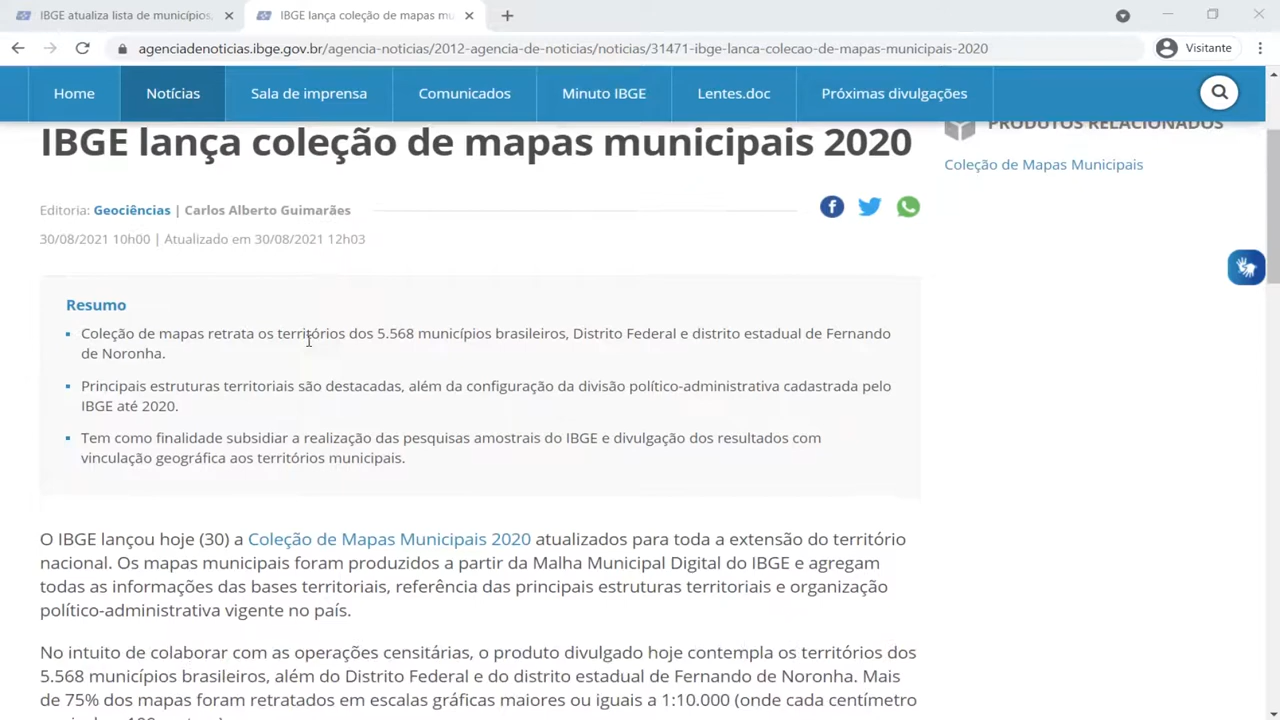 IBGE atualiza lista de municípios,
IBGE lança coleção de mapas mu
agenciadenoticias.ibge.gov.br/agencia-noticias/2012-agencia-de-noticias/noticias/31471-ibge-lanca-colecao-de-mapas-municipais-2020
Visitante
Home Notícias Sala de imprensa Comunicados Minuto IBGE Lentes.doc Próximas divulgações
IBGE lança coleção de mapas municipais 2020
PRODUTOS RELACIONADOS
Coleção de Mapas Municipais
Editoria: Geociências | Carlos Alberto Guimarães
30/08/2021 10h00 | Atualizado em 30/08/2021 12h03
Resumo
Coleção de mapas retrata os territórios dos 5.568 municípios brasileiros, Distrito Federal e distrito estadual de Fernando
de Noronha.
Principais estruturas territoriais são destacadas, além da configuração da divisão político-administrativa cadastrada pelo
IBGE até 2020.
Tem como finalidade subsidiar a realização das pesquisas amostrais do IBGE e divulgação dos resultados com
vinculação geográfica aos territórios municipais.
O IBGE lançou hoje (30) a Coleção de Mapas Municipais 2020 atualizados para toda a extensão do território
nacional. Os mapas municipais foram produzidos a partir da Malha Municipal Digital do IBGE e agregam
todas as informações das bases territoriais, referência das principais estruturas territoriais e organização
político-administrativa vigente no país.
No intuito de colaborar com as operações censitárias, o produto divulgado hoje contempla os territórios dos
5.568 municípios brasileiros, além do Distrito Federal e do distrito estadual de Fernando de Noronha. Mais
de 75% dos mapas foram retratados em escalas gráficas maiores ou iguais a 1:10.000 (onde cada centímetro